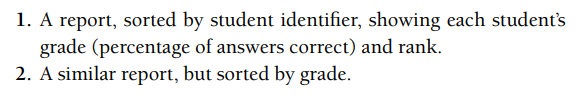 1. A report, sorted by student identifier, showing each student’s
grade (percentage of answers correct) and rank.
2. A similar report, but sorted by grade.